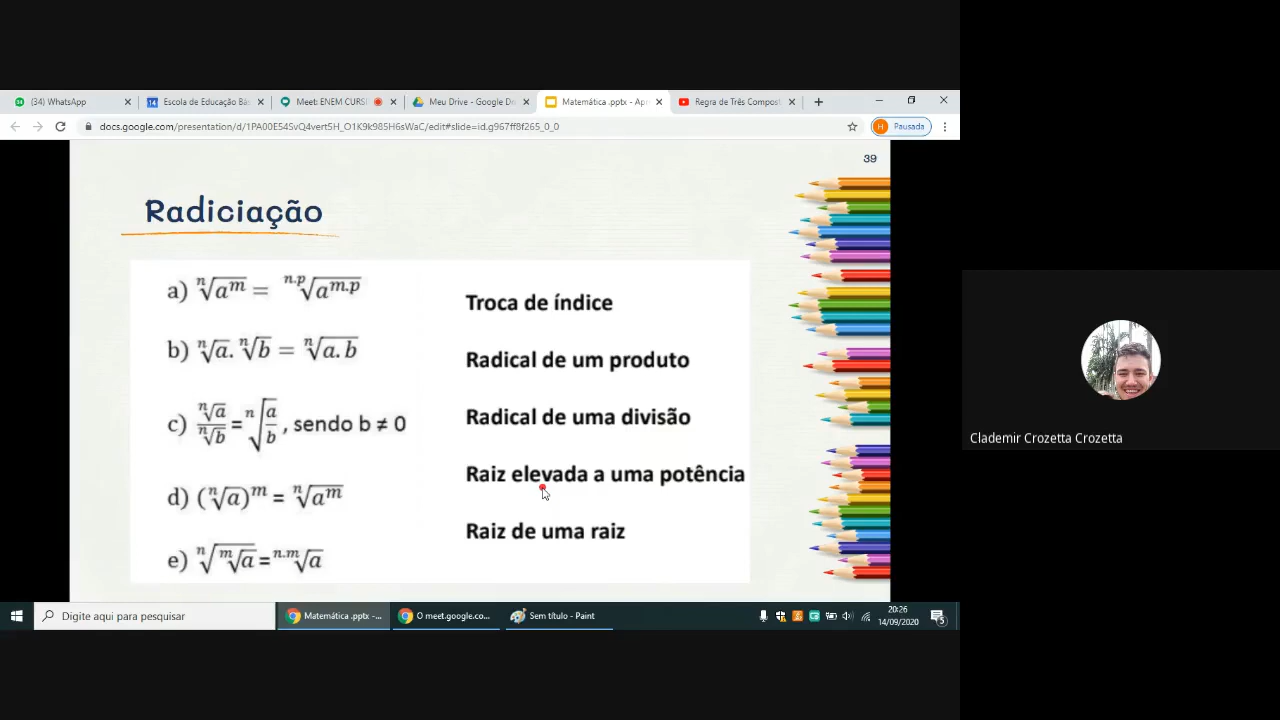 (34) WhatsApp
Escola de Educação Bás
Meet: ENEM CURSI
Meu Drive - Google Dr
Matemática .pptx - Apr
Regra de Três Compost
docs.google.com/presentation/d/1PA00E54SvQ4vert5H_O1K9k985H6sWaC/edit#slide=id.g967ff8f265_0_0
H Pausada
39
Radiciação
a) ⁿ√aᵐ = ⁿ·ᵖ√aᵐ·ᵖ
Troca de índice
b) ⁿ√a. ⁿ√b = ⁿ√a.b
Radical de um produto
c) ⁿ√a/ⁿ√b = ⁿ√(a/b) , sendo b ≠ 0
Radical de uma divisão
d) (ⁿ√a)ᵐ = ⁿ√aᵐ
Raiz elevada a uma potência
e) ⁿ√ᵐ√a = ⁿ·ᵐ√a
Raiz de uma raiz
Clademir Crozetta Crozetta
Digite aqui para pesquisar
Matemática .pptx -...
O meet.google.co...
Sem título - Paint
20:26
14/09/2020
5